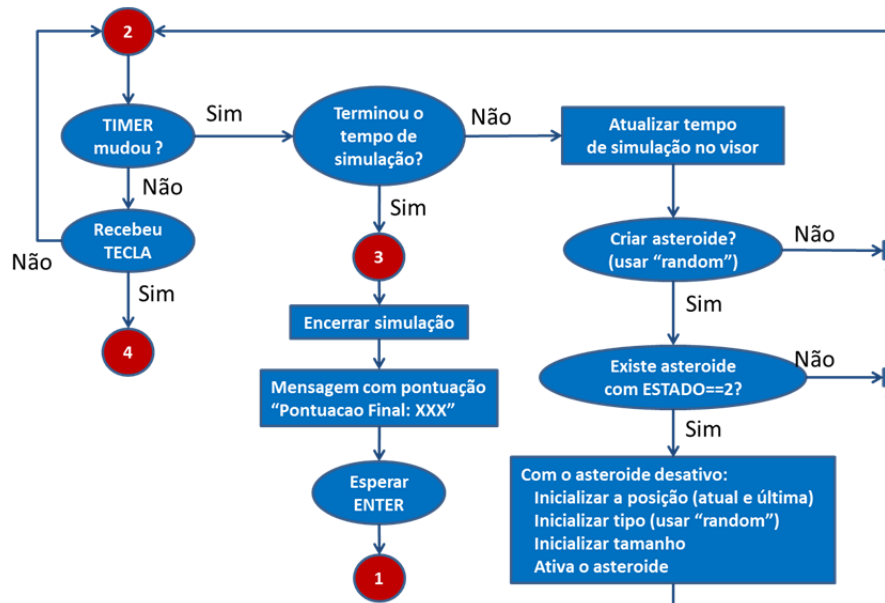 2
TIMER
mudou ?
Sim
Terminou o
tempo de
simulação?
Não
Atualizar tempo
de simulação no visor
Não
Recebeu
TECLA
Não
Sim
4
Sim
3
Encerrar simulação
Mensagem com pontuação
“Pontuacao Final: XXX”
Esperar
ENTER
1
Criar asteroide?
(usar “random”)
Não
Sim
Existe asteroide
com ESTADO==2?
Não
Sim
Com o asteroide desativo:
Inicializar a posição (atual e última)
Inicializar tipo (usar “random”)
Inicializar tamanho
Ativa o asteroide